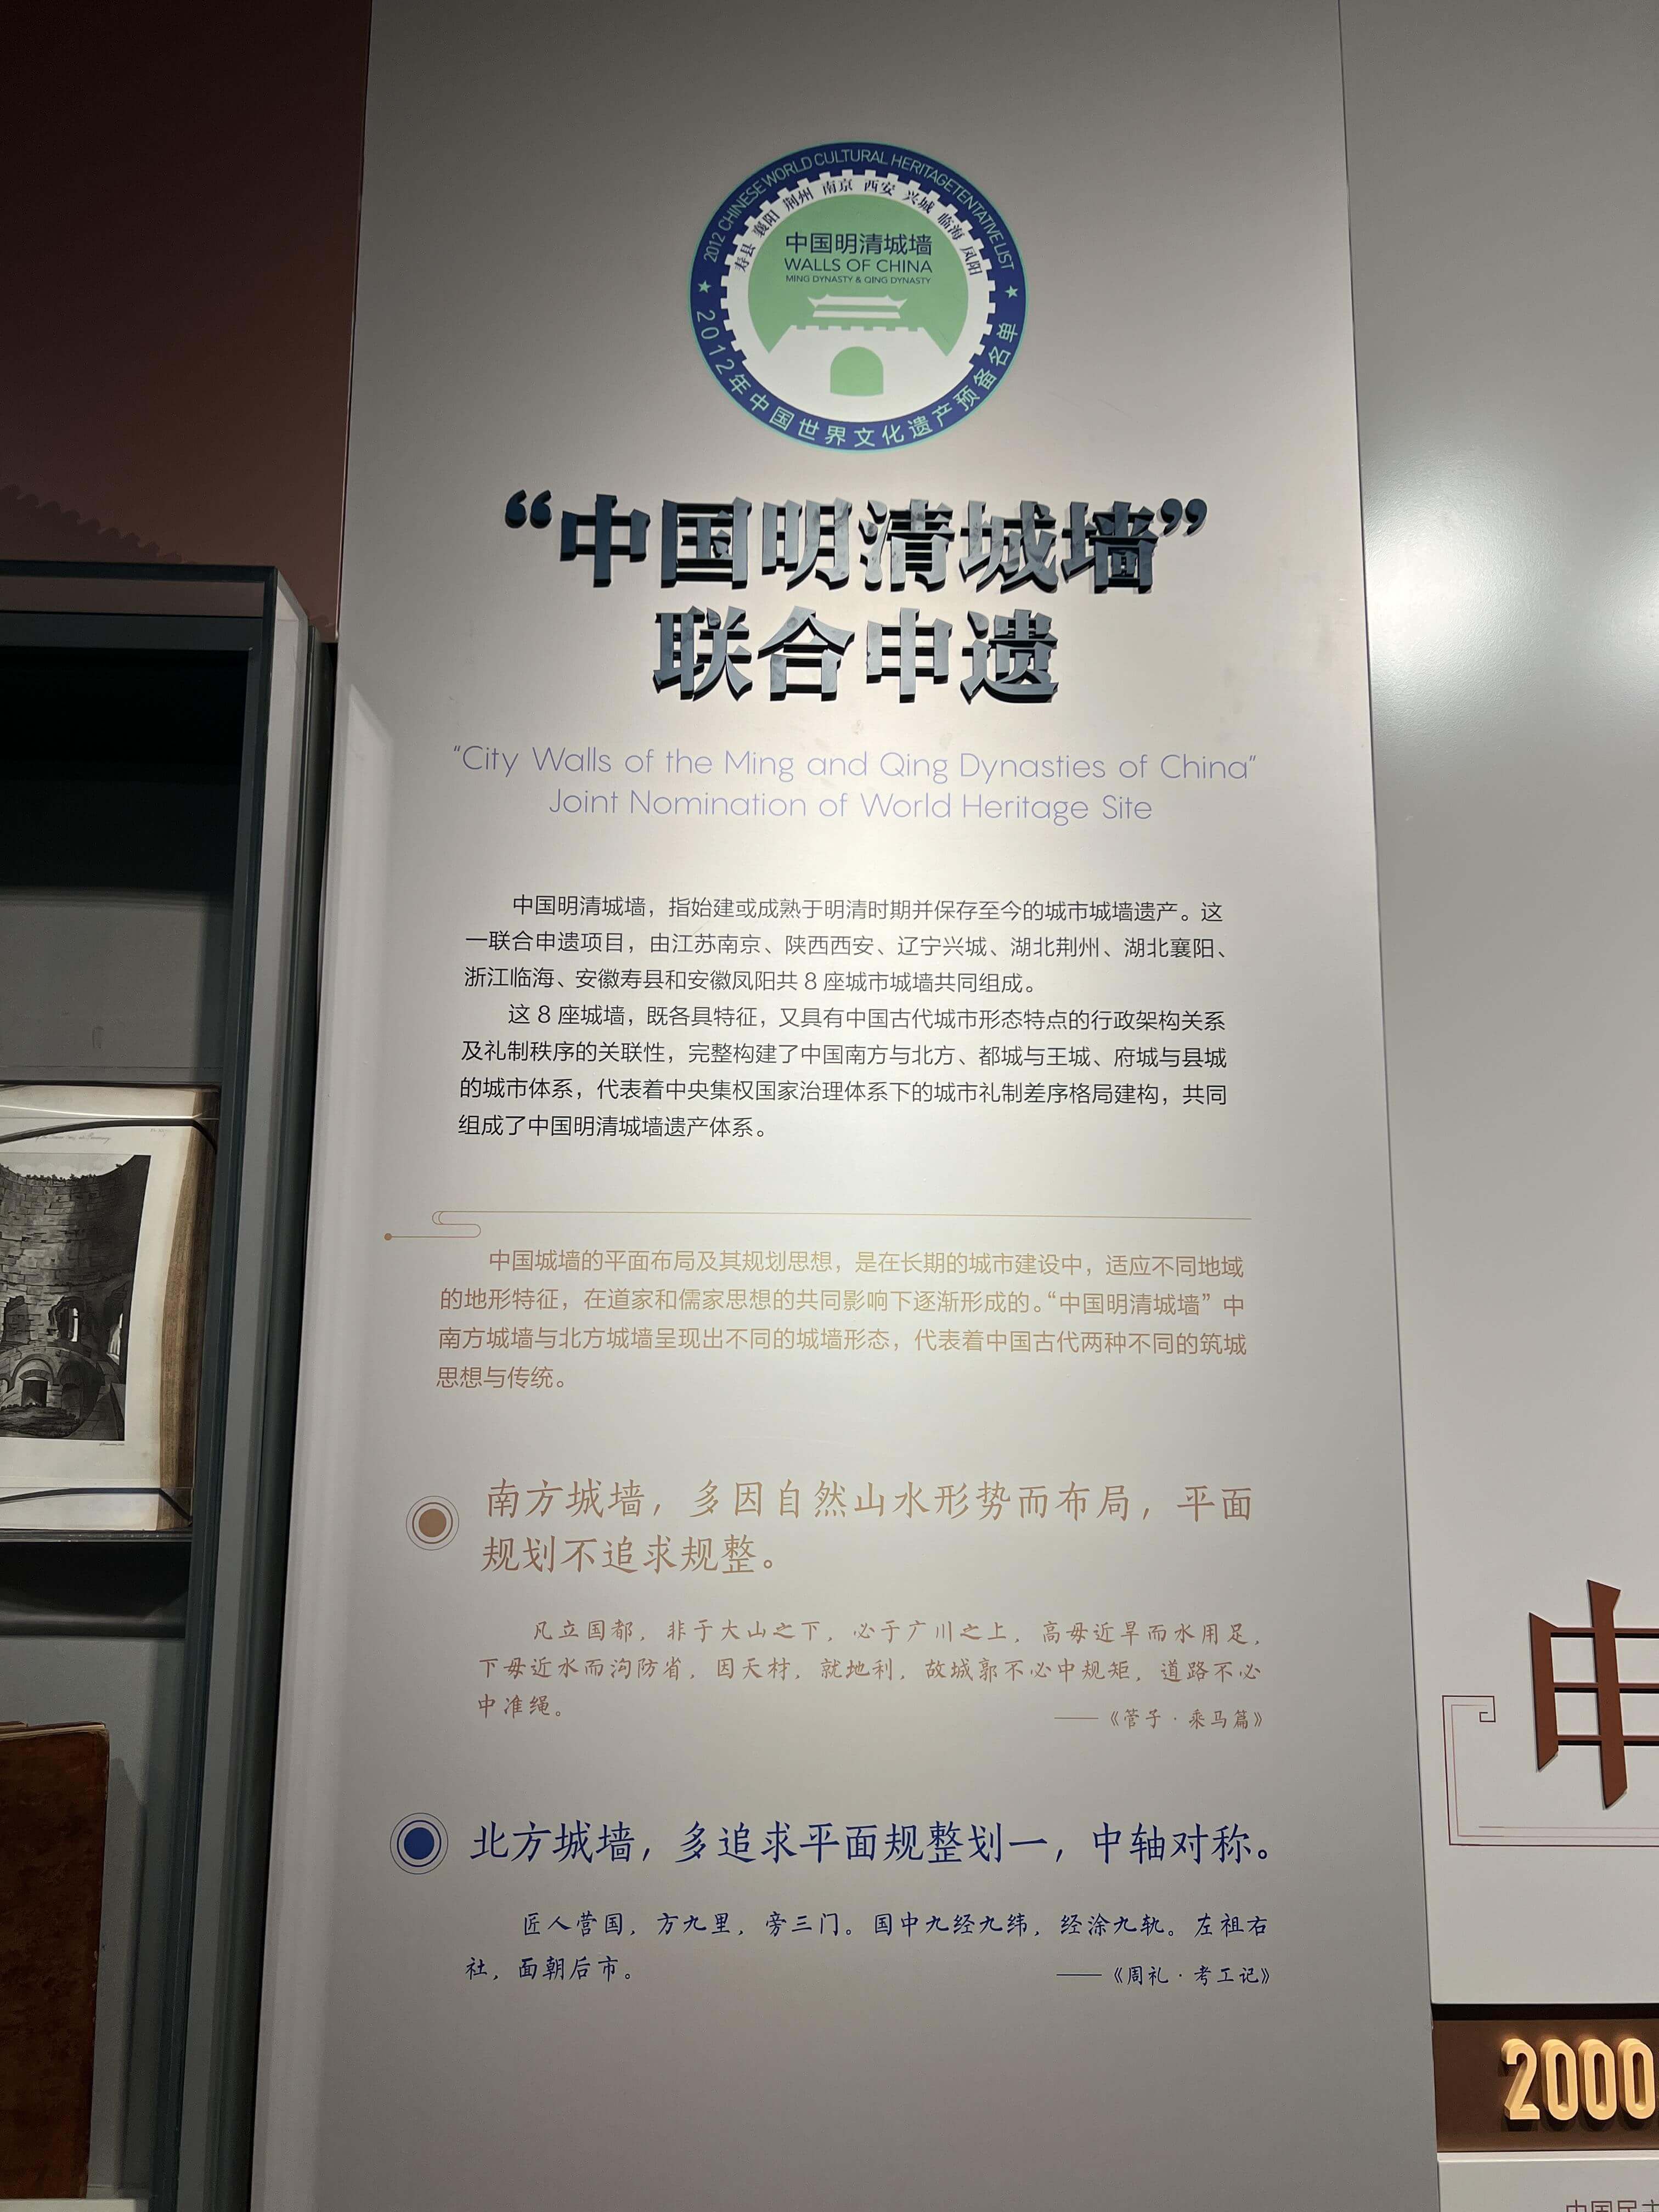 2012 CHINESE WORLD CULTURAL HERITAGE TENTATIVE LIST
寿县 襄阳 荆州 南京 西安 兴城 临海 凤阳
中国明清城墙
WALLS OF CHINA
MING DYNASTY & QING DYNASTY
2012年中国世界文化遗产预备名单
“中国明清城墙”
联合申遗
“City Walls of the Ming and Qing Dynasties of China”
Joint Nomination of World Heritage Site
中国明清城墙，指始建或成熟于明清时期并保存至今的城市城墙遗产。这
一联合申遗项目，由江苏南京、陕西西安、辽宁兴城、湖北荆州、湖北襄阳、
浙江临海、安徽寿县和安徽凤阳共 8 座城市城墙共同组成。
这 8 座城墙，既各具特征，又具有中国古代城市形态特点的行政架构关系
及礼制秩序的关联性，完整构建了中国南方与北方、都城与王城、府城与县城
的城市体系，代表着中央集权国家治理体系下的城市礼制差序格局建构，共同
组成了中国明清城墙遗产体系。
中国城墙的平面布局及其规划思想，是在长期的城市建设中，适应不同地域
的地形特征，在道家和儒家思想的共同影响下逐渐形成的。“中国明清城墙”中
南方城墙与北方城墙呈现出不同的城墙形态，代表着中国古代两种不同的筑城
思想与传统。
南方城墙，多因自然山水形势而布局，平面
规划不追求规整。
凡立国都，非于大山之下，必于广川之上，高毋近旱而水用足，
下毋近水而沟防省，因天材，就地利，故城郭不必中规矩，道路不必
中准绳。
——《管子·乘马篇》
北方城墙，多追求平面规整划一，中轴对称。
匠人营国，方九里，旁三门。国中九经九纬，经涂九轨。左祖右
社，面朝后市。
——《周礼·考工记》
申
2000